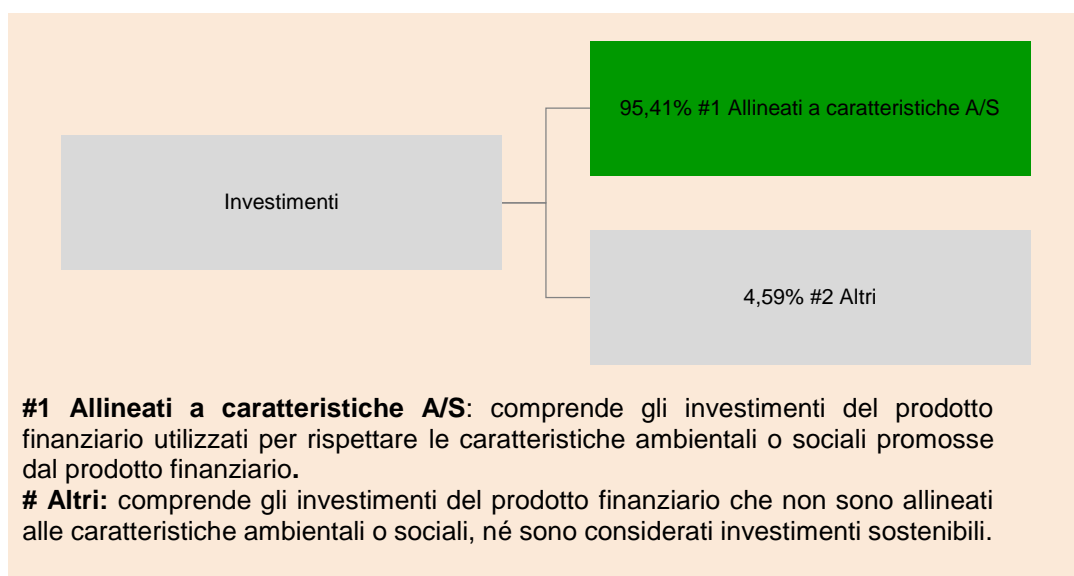 95,41% #1 Allineati a caratteristiche A/S
Investimenti
4,59% #2 Altri
#1 Allineati a caratteristiche A/S: comprende gli investimenti del prodotto
finanziario utilizzati per rispettare le caratteristiche ambientali o sociali promosse
dal prodotto finanziario.
# Altri: comprende gli investimenti del prodotto finanziario che non sono allineati
alle caratteristiche ambientali o sociali, né sono considerati investimenti sostenibili.